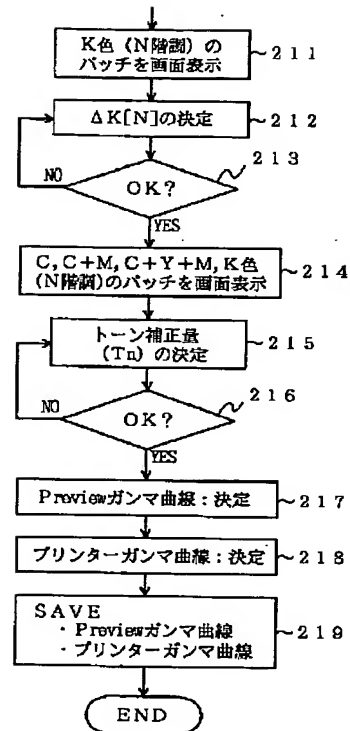 K色（N階調）の
パッチを画面表示
211
ΔK[N]の決定
212
213
NO
OK？
YES
C,C+M,C+Y+M,K色
(N階調)のパッチを画面表示
214
トーン補正量
(Tn)の決定
215
216
NO
OK？
YES
Previewガンマ曲線：決定
217
プリンターガンマ曲線：決定
218
SAVE
・Previewガンマ曲線
・プリンターガンマ曲線
219
END